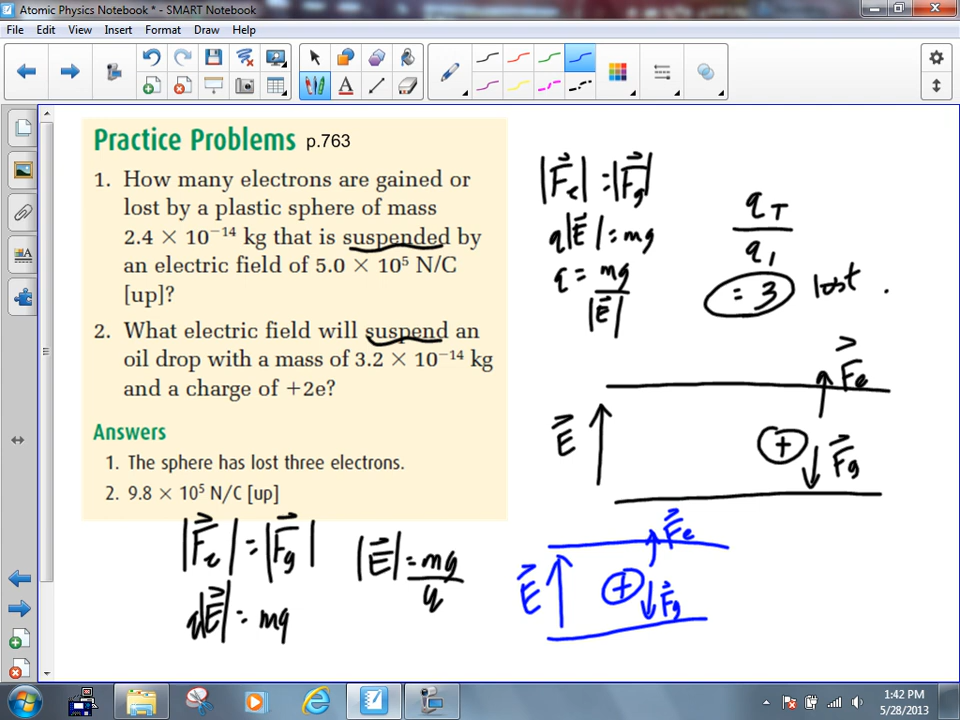 Atomic Physics Notebook * - SMART Notebook
File Edit View Insert Format Draw Help
Practice Problems p.763
1. How many electrons are gained or
lost by a plastic sphere of mass
2.4 × 10⁻¹⁴ kg that is suspended by
an electric field of 5.0 × 10⁵ N/C
[up]?
2. What electric field will suspend an
oil drop with a mass of 3.2 × 10⁻¹⁴ kg
and a charge of +2e?
Answers
1. The sphere has lost three electrons.
2. 9.8 × 10⁵ N/C [up]
|F⃗e| = |F⃗g|
q|E⃗| = mg
q = mg/|E⃗|
qT/q1
= 3 lost.
F⃗e
E⃗
+
F⃗g
|F⃗e| = |F⃗g|
q|E⃗| = mg
|E⃗| = mg/q
F⃗e
E⃗
+
F⃗g
1:42 PM
5/28/2013